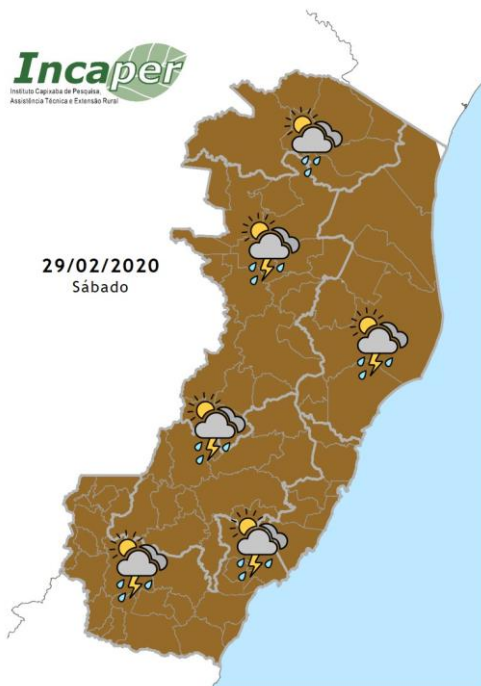 Incaper
Instituto Capixaba de Pesquisa,
Assistência Técnica e Extensão Rural
29/02/2020
Sábado